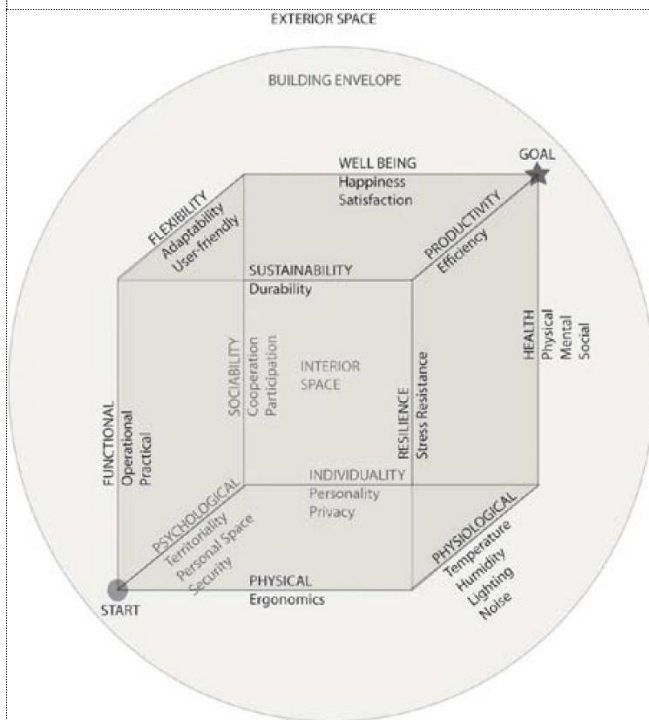 EXTERIOR SPACE
BUILDING ENVELOPE
WELL BEING
Happiness
Satisfaction
GOAL
FLEXIBILITY
Adaptability
User-friendly
PRODUCTIVITY
Efficiency
SUSTAINABILITY
Durability
SOCIABILITY
Cooperation
Participation
INTERIOR
SPACE
RESILIENCE
Stress Resistance
HEALTH
Physical
Mental
Social
FUNCTIONAL
Operational
Practical
PSYCHOLOGICAL
Territoriality
Personal Space
Security
INDIVIDUALITY
Personality
Privacy
PHYSIOLOGICAL
Temperature
Humidity
Lighting
Noise
PHYSICAL
Ergonomics
START